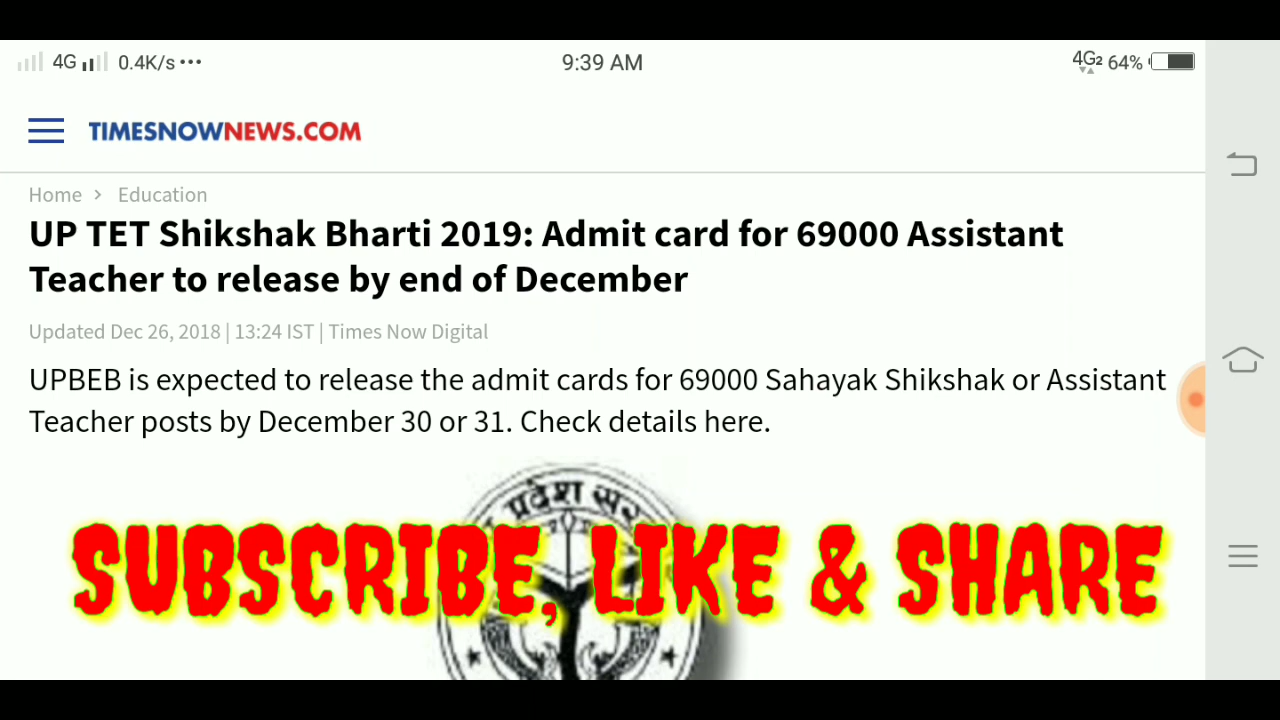 4G 0.4K/s ••• 9:39 AM 4G2 64%
TIMESNOWNEWS.COM
Home > Education
UP TET Shikshak Bharti 2019: Admit card for 69000 Assistant
Teacher to release by end of December
Updated Dec 26, 2018 | 13:24 IST | Times Now Digital
UPBEB is expected to release the admit cards for 69000 Sahayak Shikshak or Assistant
Teacher posts by December 30 or 31. Check details here.
प्रदेश
SUBSCRIBE, LIKE & SHARE